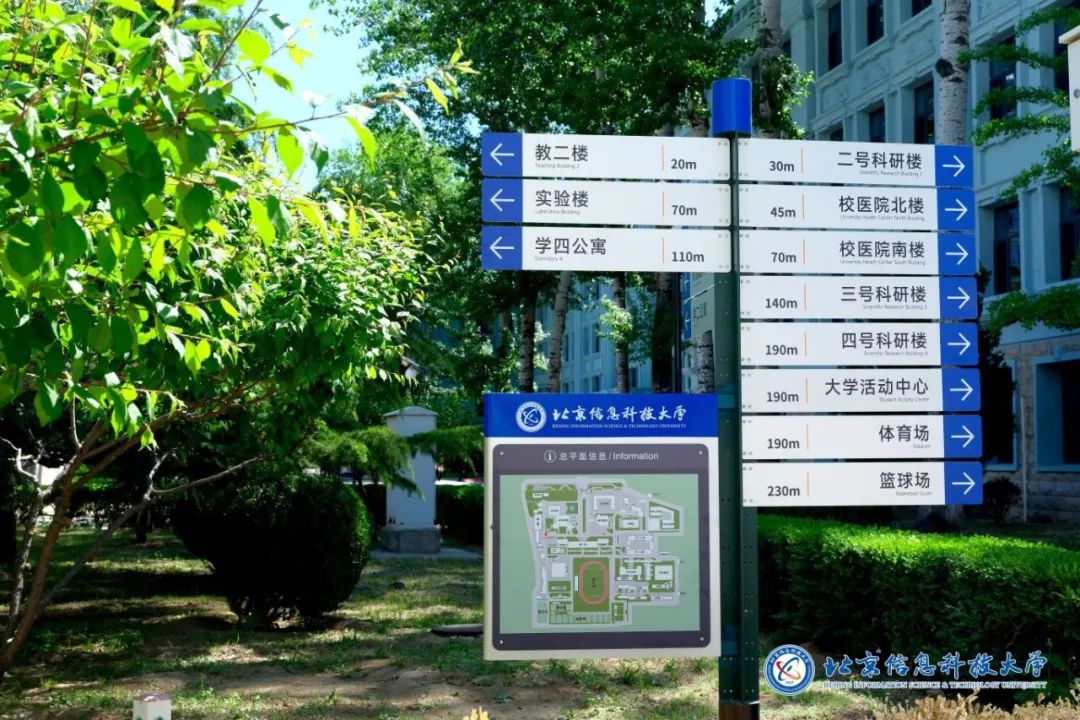 教二楼 20m
Teaching Building 2
实验楼 70m
Laboratory Building
学四公寓 110m
Dormitory 4
30m 二号科研楼
Scientific Research Building 2
45m 校医院北楼
University Health Center North Building
70m 校医院南楼
University Health Center South Building
140m 三号科研楼
Scientific Research Building 3
190m 四号科研楼
Scientific Research Building 4
190m 大学活动中心
Student Activity Center
190m 体育场
Stadium
230m 篮球场
Basketball Court
北京信息科技大学
BEIJING INFORMATION SCIENCE & TECHNOLOGY UNIVERSITY
i 总平面信息 / Information
北京信息科技大学
BEIJING INFORMATION SCIENCE & TECHNOLOGY UNIVERSITY